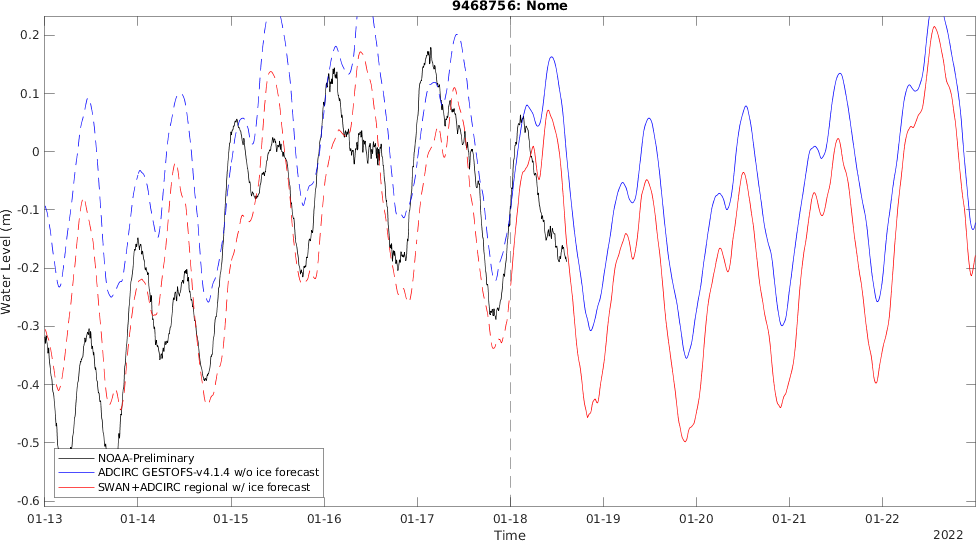 9468756: Nome
0.2
0.1
0
-0.1
-0.2
-0.3
-0.4
-0.5
-0.6
Water Level (m)
NOAA-Preliminary
ADCIRC GESTOFS-v4.1.4 w/o ice forecast
SWAN+ADCIRC regional w/ ice forecast
01-13 01-14 01-15 01-16 01-17 01-18 01-19 01-20 01-21 01-22
Time
2022